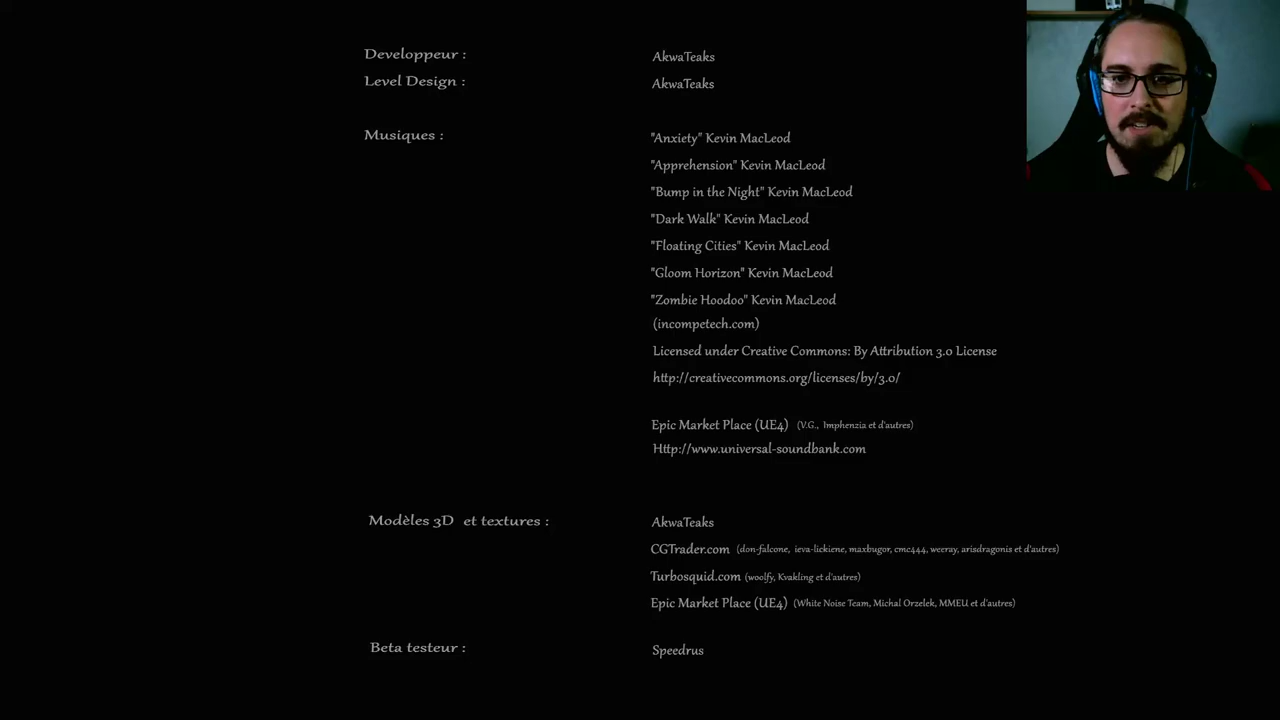 Developpeur : AkwaTeaks
Level Design : AkwaTeaks
Musiques : "Anxiety" Kevin MacLeod
"Apprehension" Kevin MacLeod
"Bump in the Night" Kevin MacLeod
"Dark Walk" Kevin MacLeod
"Floating Cities" Kevin MacLeod
"Gloom Horizon" Kevin MacLeod
"Zombie Hoodoo" Kevin MacLeod
(incompetech.com)
Licensed under Creative Commons: By Attribution 3.0 License
http://creativecommons.org/licenses/by/3.0/
Epic Market Place (UE4) (V.G., Imphenzia et d'autres)
Http://www.universal-soundbank.com
Modèles 3D et textures : AkwaTeaks
CGTrader.com (don-falcone, ieva-lickiene, maxbugor, cmc444, weeray, arisdragonis et d'autres)
Turbosquid.com (woolfy, Kvakling et d'autres)
Epic Market Place (UE4) (White Noise Team, Michal Orzelek, MMEU et d'autres)
Beta testeur : Speedrus